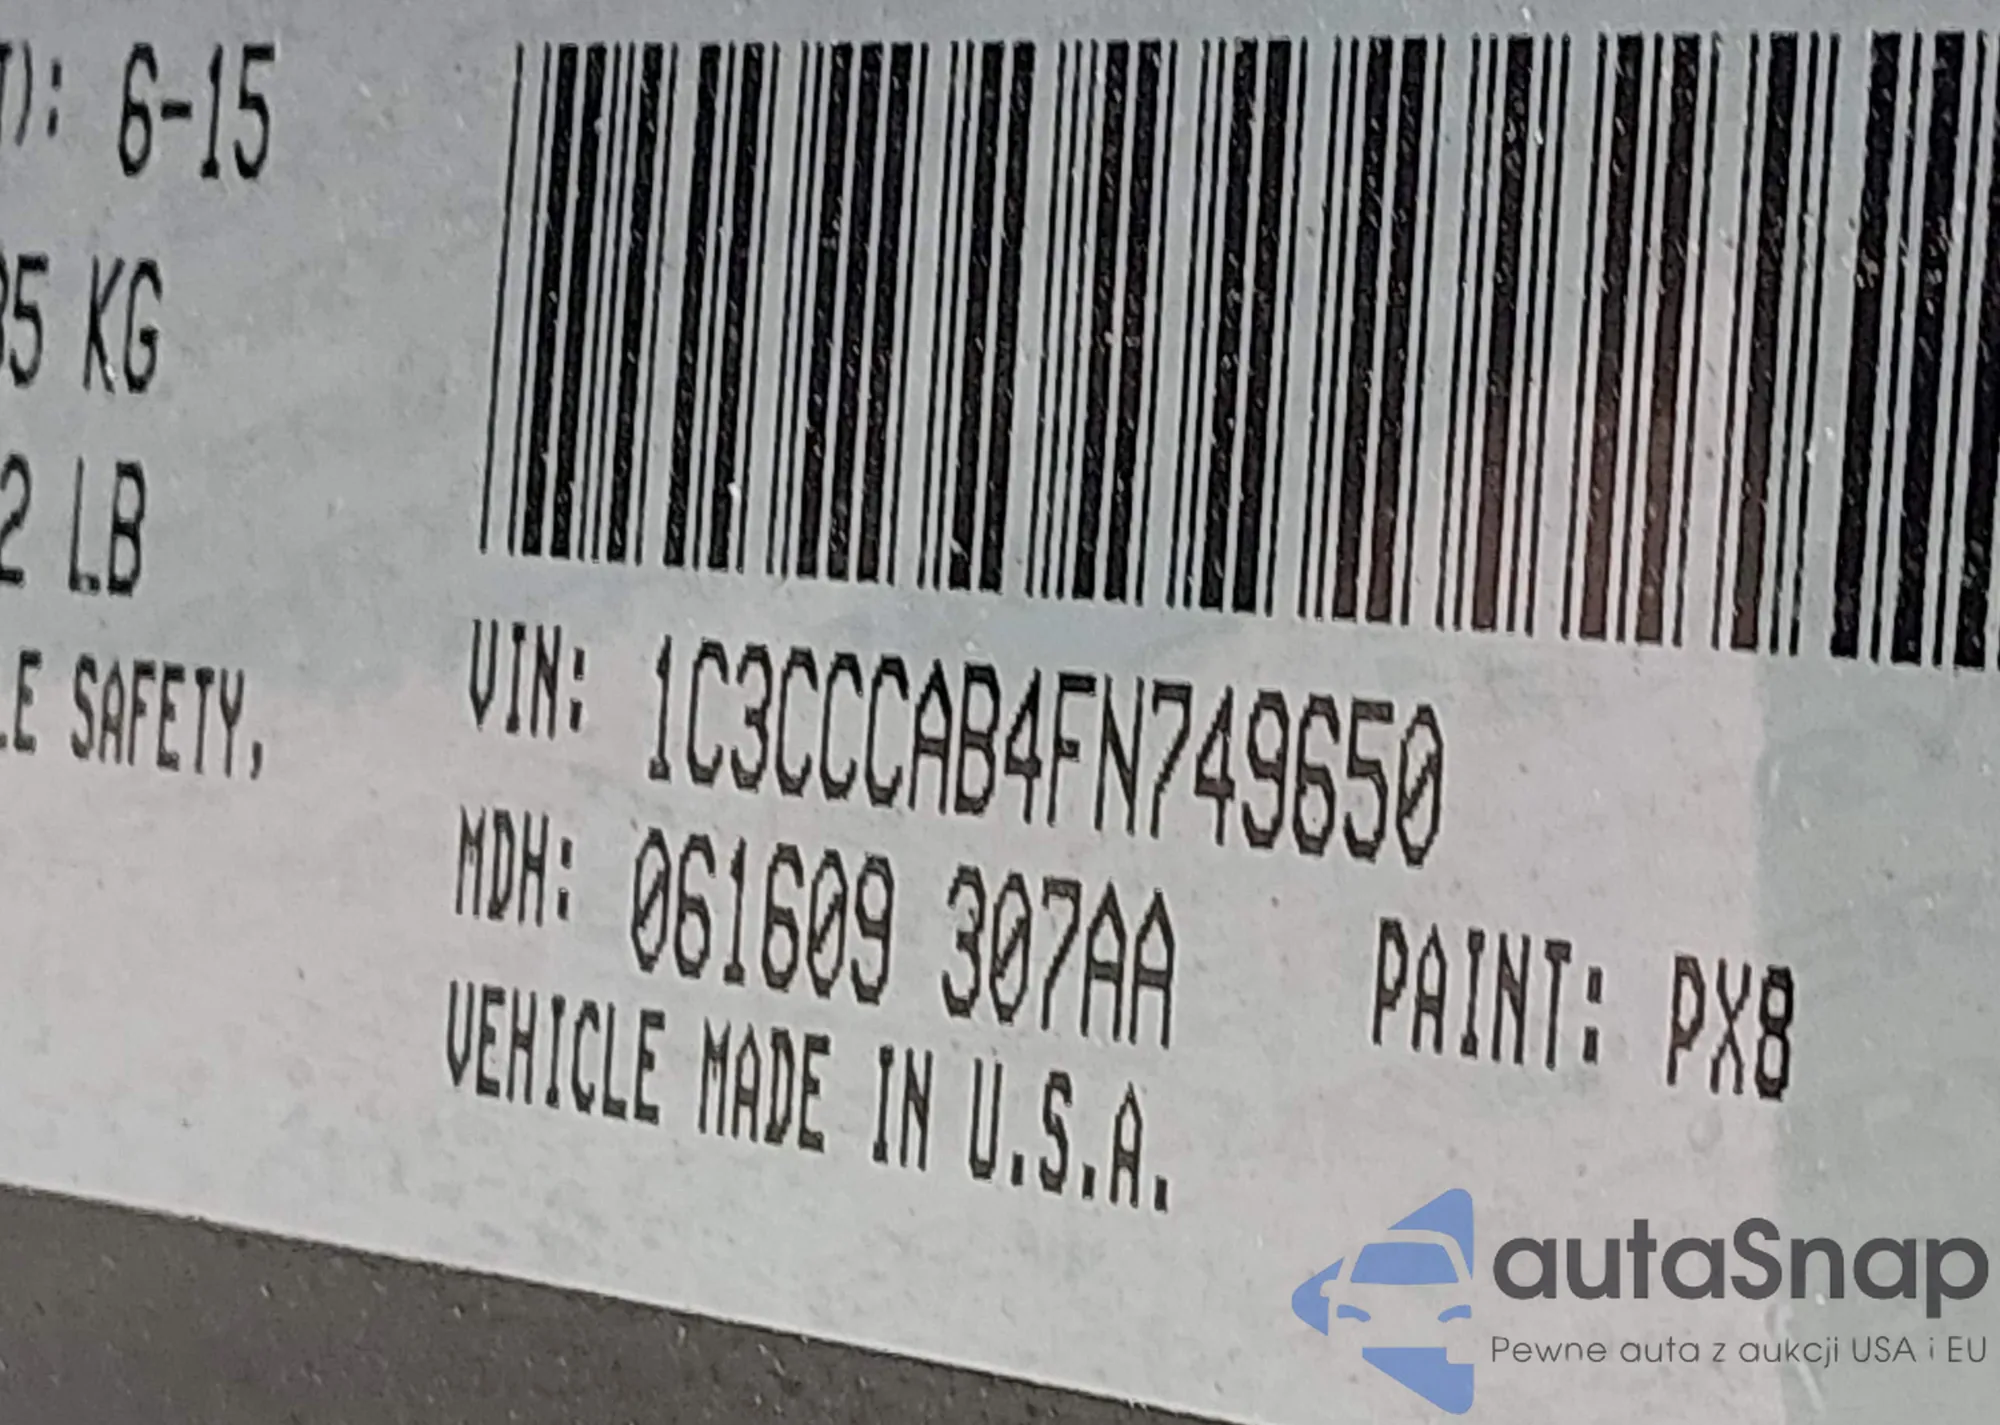 T): 6-15
35 KG
2 LB
LE SAFETY,
VIN: 1C3CCCAB4FN749650
MDH: 061609 307AA PAINT: PX8
VEHICLE MADE IN U.S.A.
autaSnap
Pewne auta z aukcji USA i EU